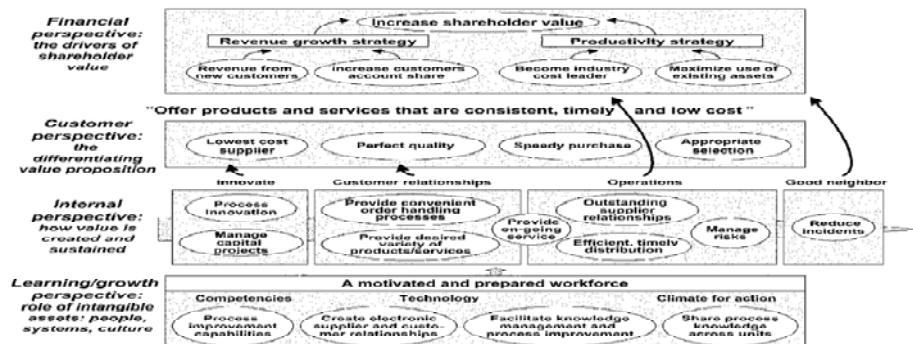 Financial
perspective:
the drivers of
shareholder
value
Increase shareholder value
Revenue growth strategy
Productivity strategy
Revenue from
new customers
Increase customers
account share
Become industry
cost leader
Maximize use of
existing assets
"Offer products and services that are consistent, timely and low cost"
Customer
perspective:
the
differentiating
value proposition
Lowest cost
supplier
Perfect quality
Speedy purchase
Appropriate
selection
Internal
perspective:
how value is
created and
sustained
Innovate
Customer relationships
Operations
Good neighbor
Process
innovation
Manage
capital
projects
Provide convenient
order handling
processes
Provide desired
variety of
products/services
Provide
on-going
service
Outstanding
supplier
relationships
Efficient, timely
distribution
Manage
risks
Reduce
incidents
Learning/growth
perspective:
role of intangible
assets: people,
systems, culture
A motivated and prepared workforce
Competencies
Technology
Climate for action
Process
improvement
capabilities
Create electronic
supplier and custo-
mer relationships
Facilitate knowledge
management and
process improvement
Share process
knowledge
across units